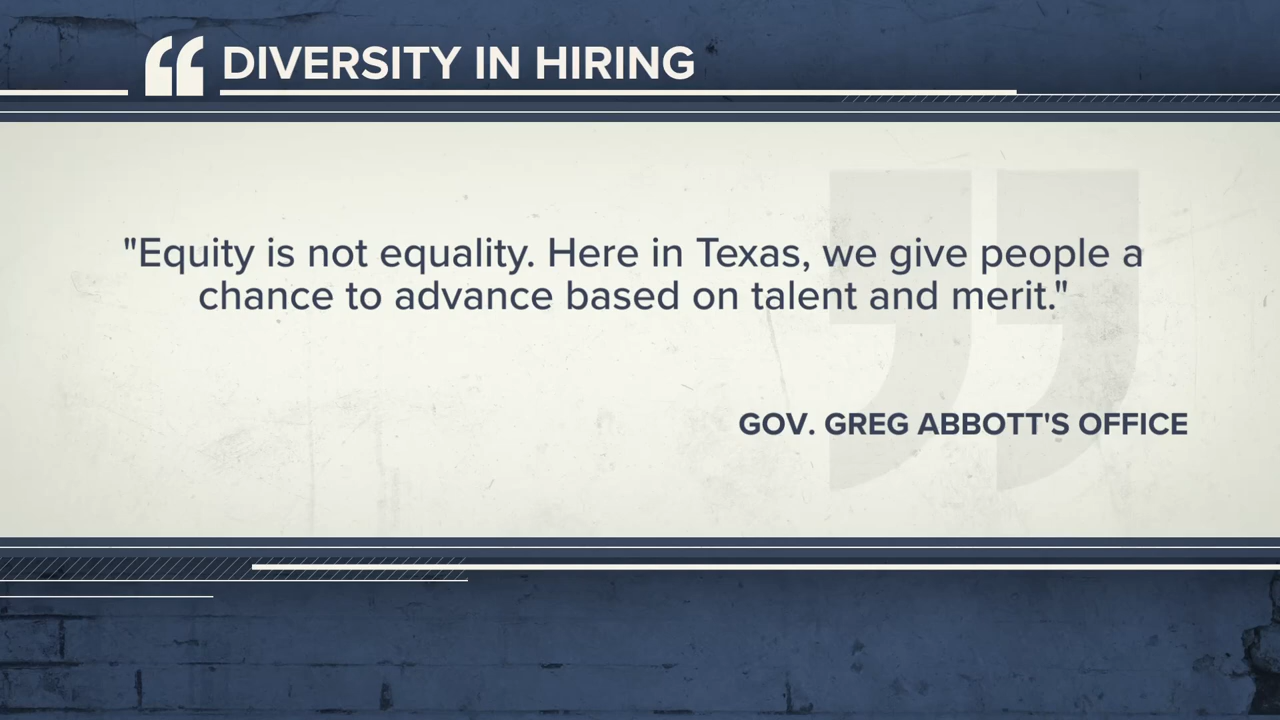 DIVERSITY IN HIRING
"Equity is not equality. Here in Texas, we give people a
chance to advance based on talent and merit."
GOV. GREG ABBOTT'S OFFICE